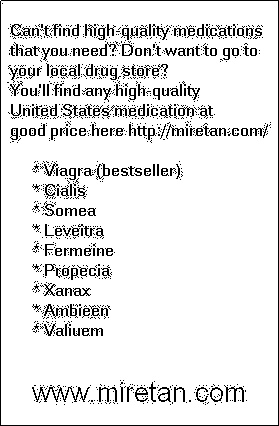 Can't find high-quality medications
that you need? Don't want to go to
your local drug store?
You'll find any high-quality
United States medication at
good price here http://miretan.com/
* Viagra (bestseller)
* Cialis
* Somea
* Leveitra
* Fermeine
* Propecia
* Xanax
* Ambieen
* Valiuem
www.miretan.com